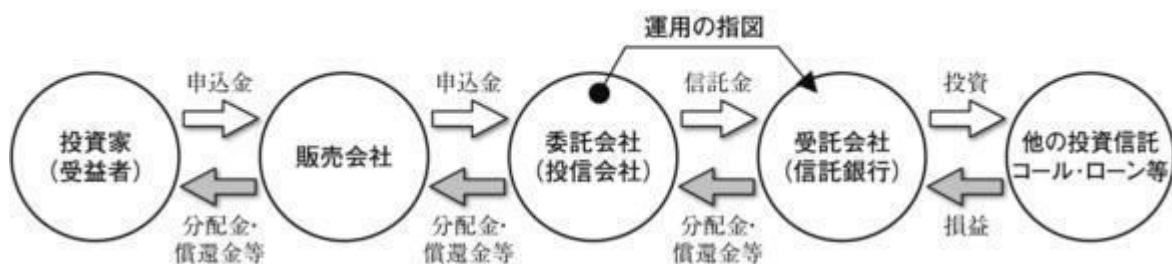 運用の指図
申込金
申込金
信託金
投資
投資家
(受益者)
販売会社
委託会社
(投信会社)
受託会社
(信託銀行)
他の投資信託
コール・ローン等
分配金・
償還金等
分配金・
償還金等
分配金・
償還金等
損益